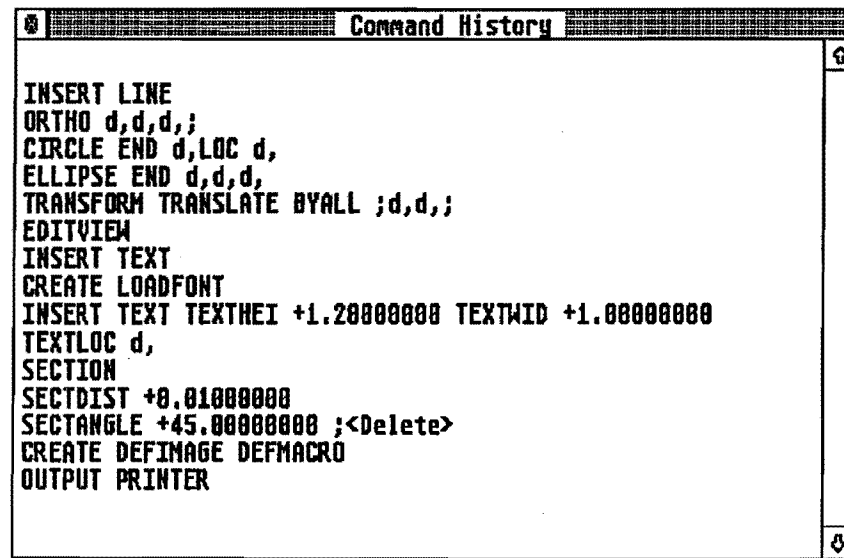 Command History
INSERT LINE
ORTHO d,d,d,;
CIRCLE END d,LOC d,
ELLIPSE END d,d,d,
TRANSFORM TRANSLATE BYALL ;d,d,;
EDITVIEW
INSERT TEXT
CREATE LOADFONT
INSERT TEXT TEXTHEI +1.20000000 TEXTWID +1.00000000
TEXTLOC d,
SECTION
SECTDIST +0.01000000
SECTANGLE +45.00000000 ;<Delete>
CREATE DEFIMAGE DEFMACRO
OUTPUT PRINTER